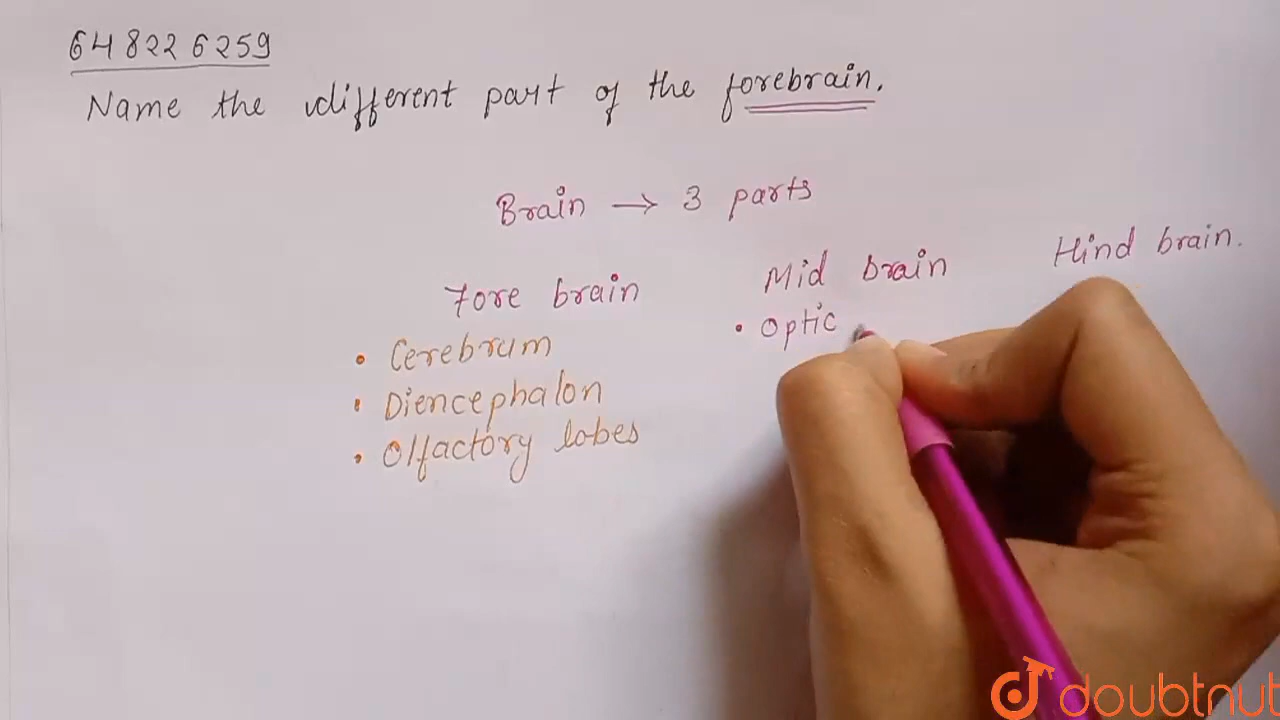 648226259
Name the different part of the forebrain.
Brain → 3 parts
Fore brain
Mid brain
Hind brain.
• Cerebrum
• Diencephalon
• Olfactory lobes
• Optic
doubtnut